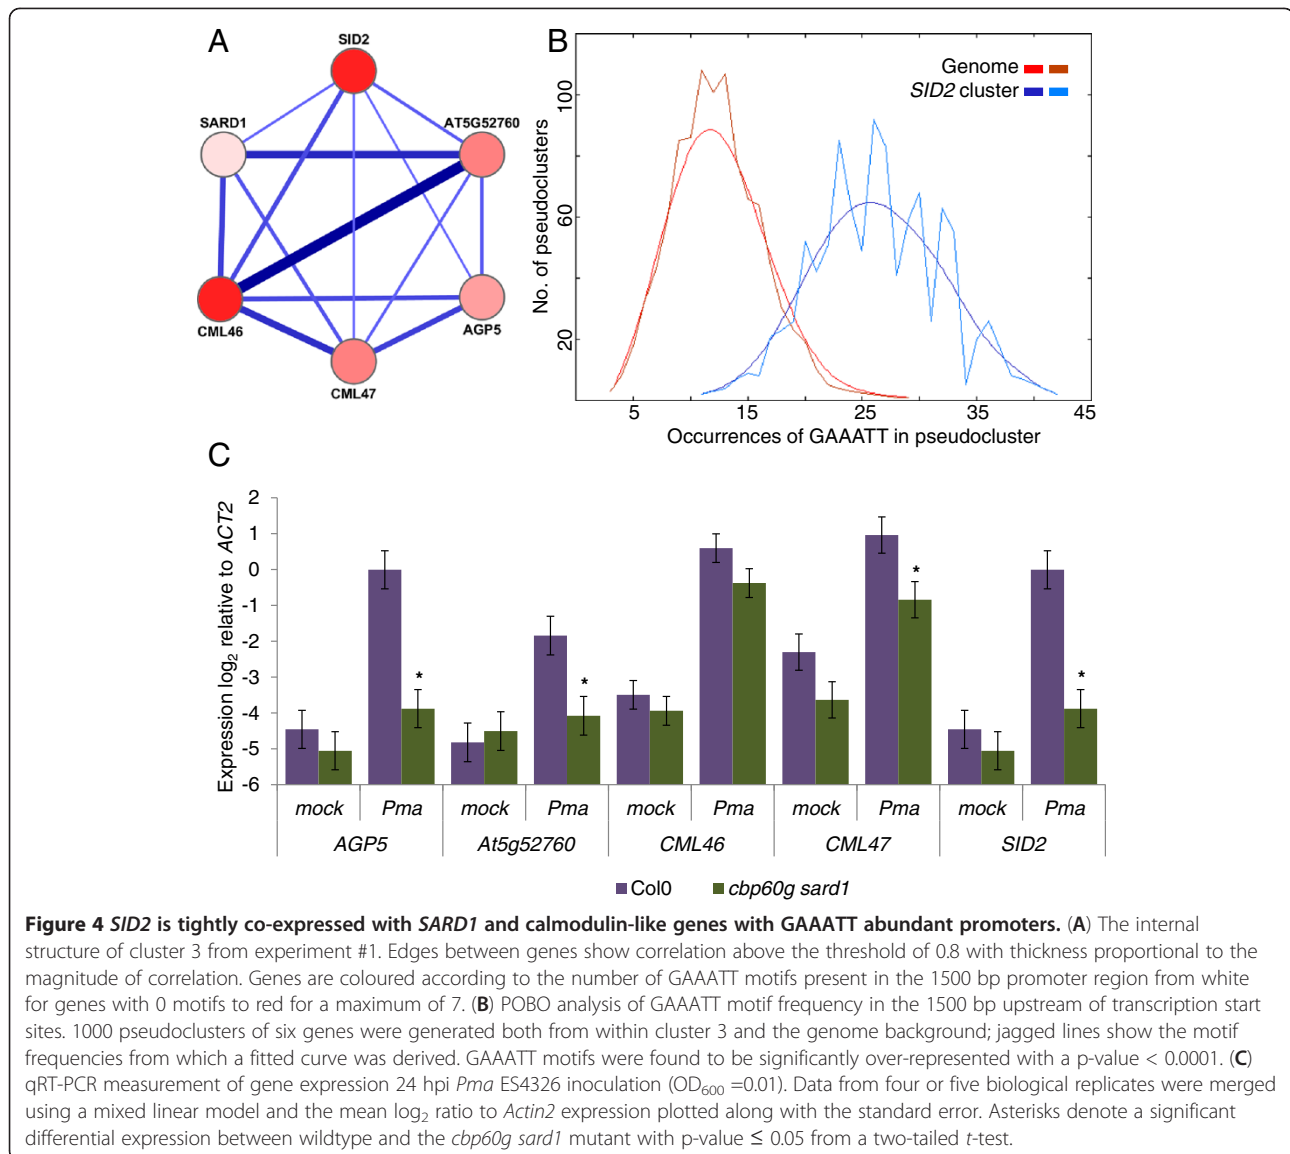 A
SID2
SARD1
AT5G52760
CML46
AGP5
CML47
B
Genome
SID2 cluster
No. of pseudoclusters
100
60
20
5 15 25 35 45
Occurrences of GAAATT in pseudocluster
C
Expression log2 relative to ACT2
2
1
0
-1
-2
-3
-4
-5
-6
* * * *
mock Pma mock Pma mock Pma mock Pma mock Pma
AGP5 At5g52760 CML46 CML47 SID2
Col0 cbp60g sard1
Figure 4 SID2 is tightly co-expressed with SARD1 and calmodulin-like genes with GAAATT abundant promoters. (A) The internal
structure of cluster 3 from experiment #1. Edges between genes show correlation above the threshold of 0.8 with thickness proportional to the
magnitude of correlation. Genes are coloured according to the number of GAAATT motifs present in the 1500 bp promoter region from white
for genes with 0 motifs to red for a maximum of 7. (B) POBO analysis of GAAATT motif frequency in the 1500 bp upstream of transcription start
sites. 1000 pseudoclusters of six genes were generated both from within cluster 3 and the genome background; jagged lines show the motif
frequencies from which a fitted curve was derived. GAAATT motifs were found to be significantly over-represented with a p-value < 0.0001. (C)
qRT-PCR measurement of gene expression 24 hpi Pma ES4326 inoculation (OD600 =0.01). Data from four or five biological replicates were merged
using a mixed linear model and the mean log2 ratio to Actin2 expression plotted along with the standard error. Asterisks denote a significant
differential expression between wildtype and the cbp60g sard1 mutant with p-value ≤ 0.05 from a two-tailed t-test.